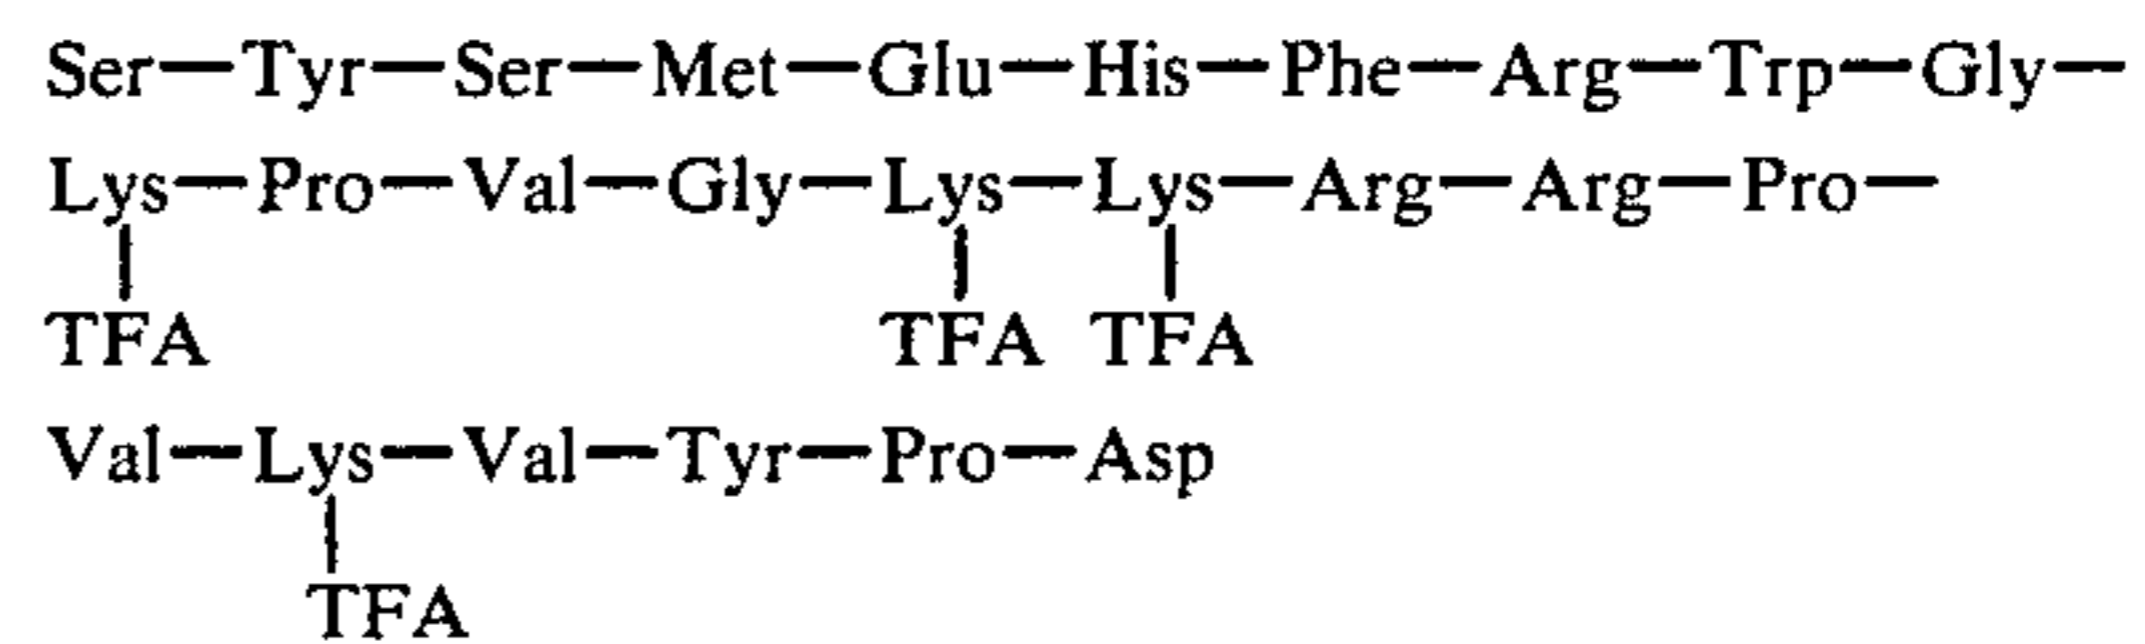 Ser—Tyr—Ser—Met—Glu—His—Phe—Arg—Trp—Gly—
Lys—Pro—Val—Gly—Lys—Lys—Arg—Arg—Pro—
TFA TFA TFA
Val—Lys—Val—Tyr—Pro—Asp
TFA